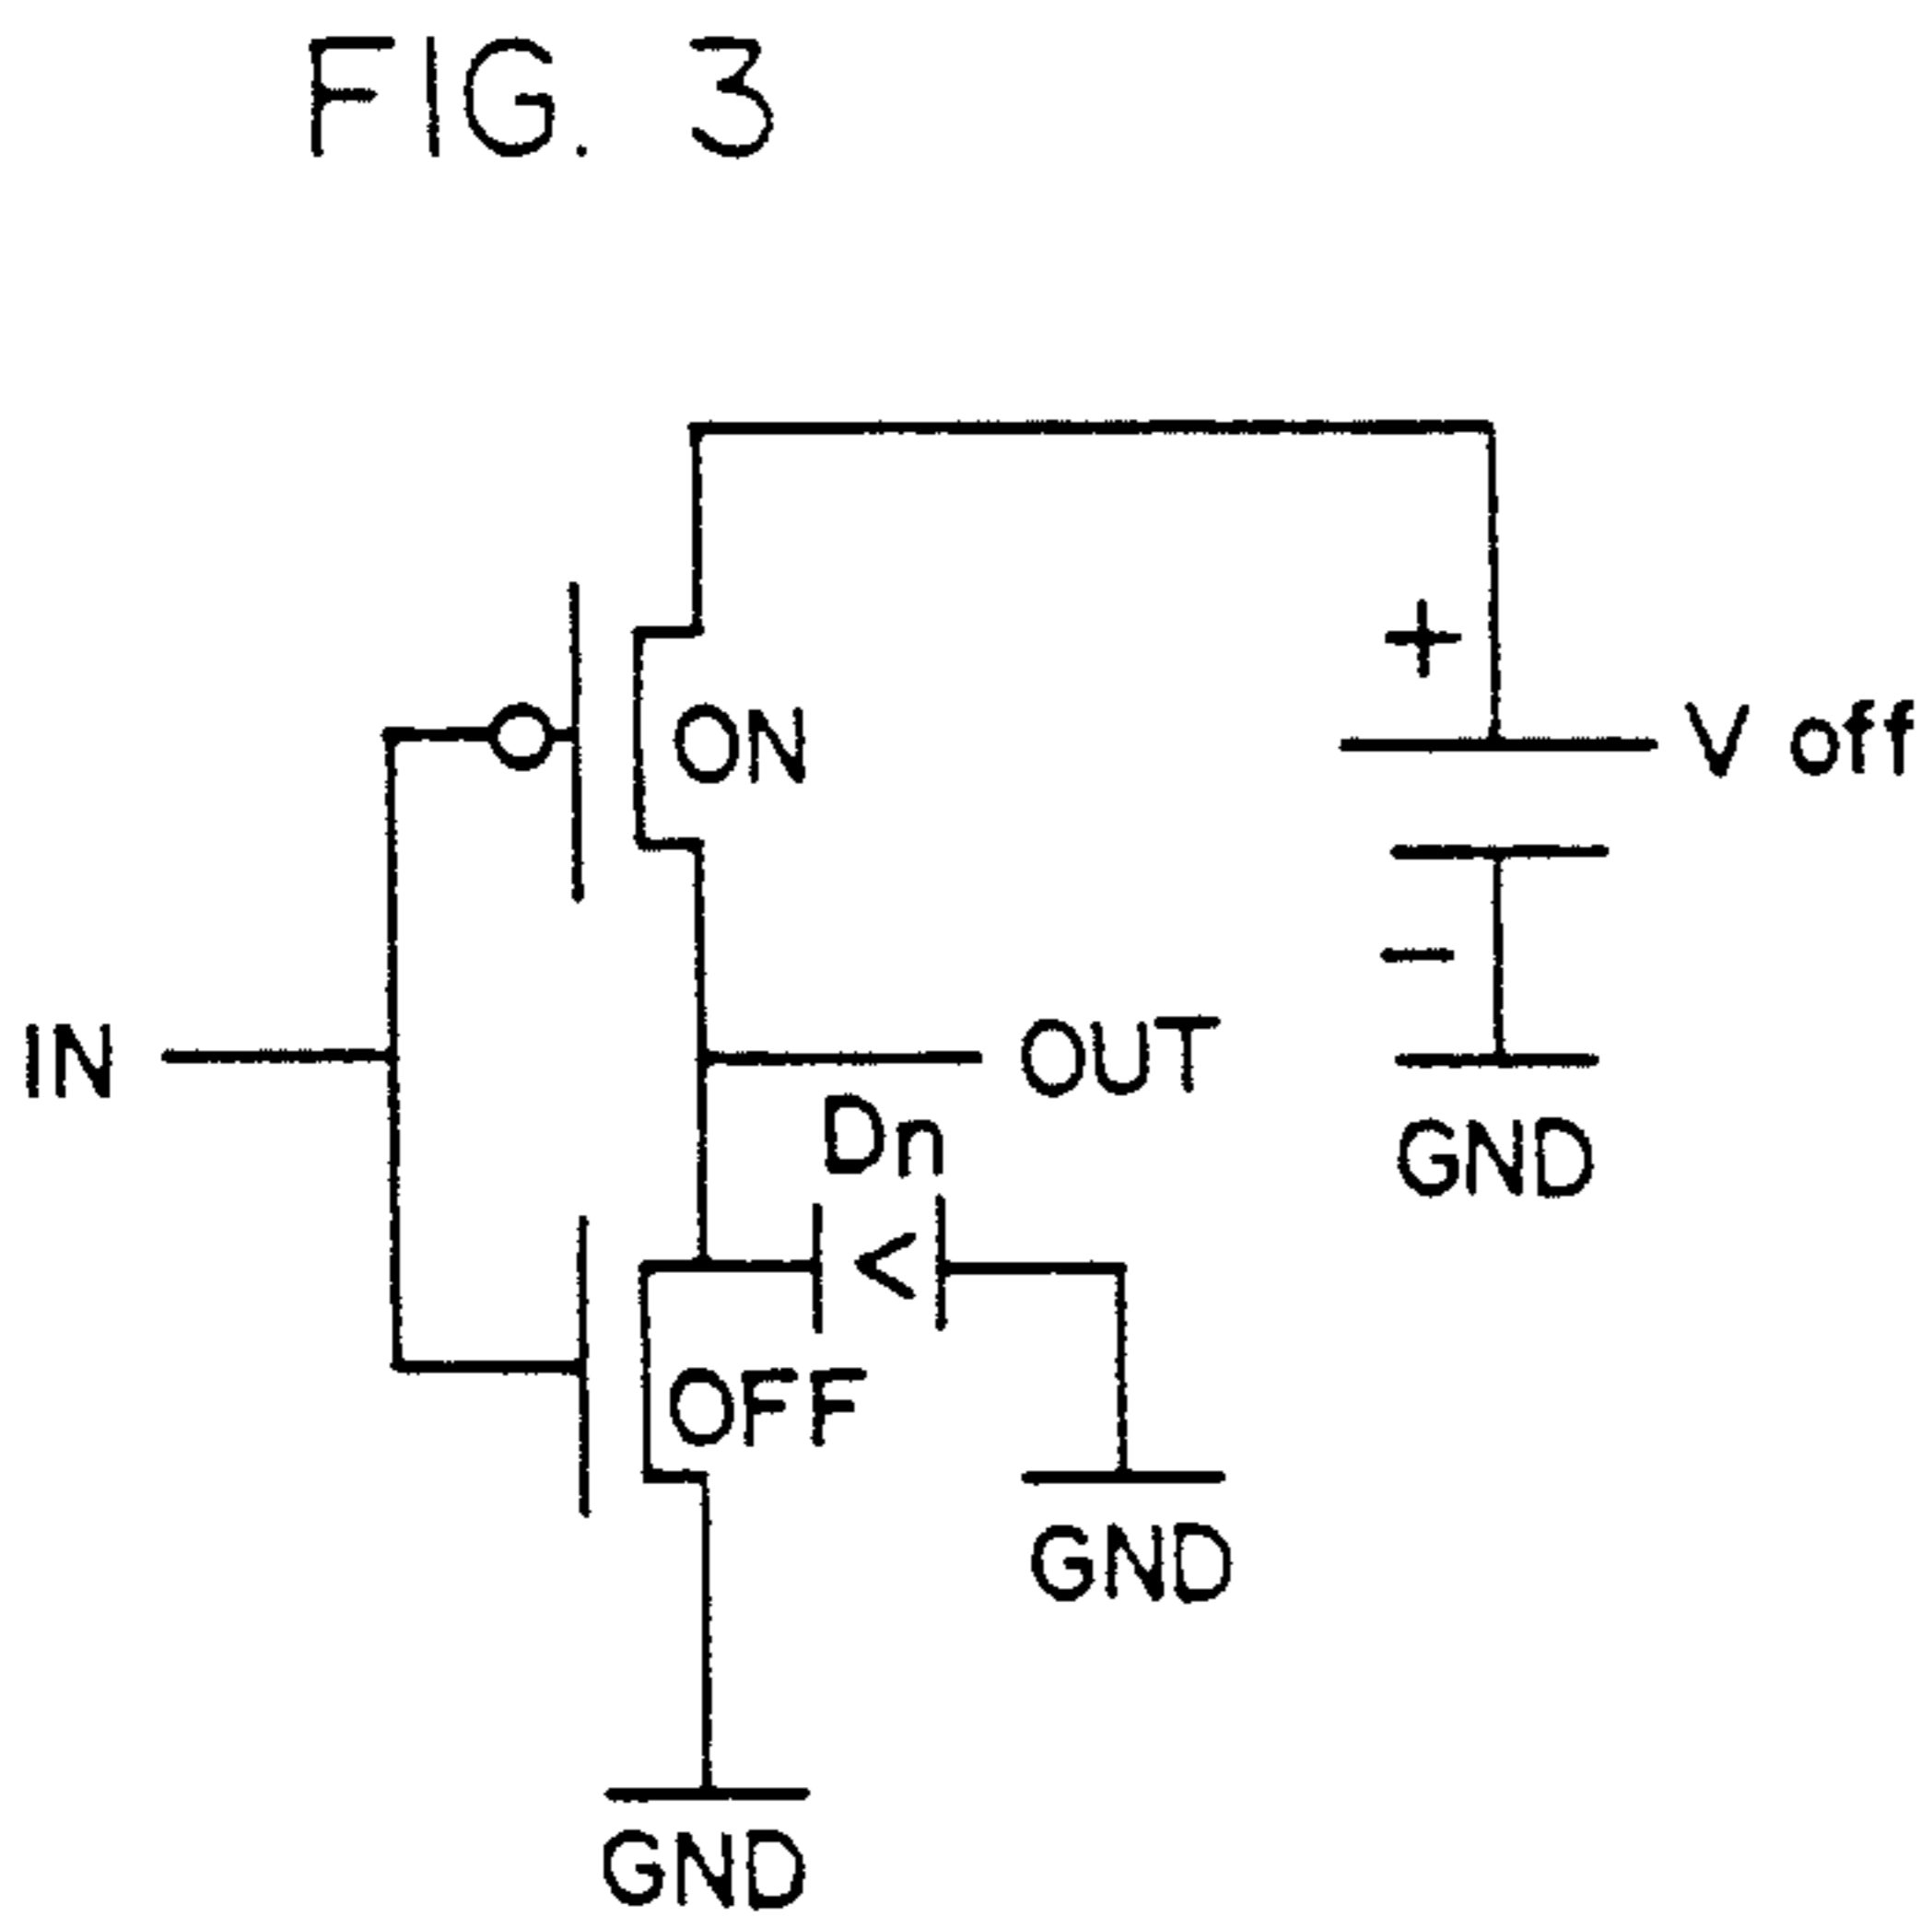 FIG. 3
+
ON
V off
-
IN
OUT
Dn
GND
<
OFF
GND
GND